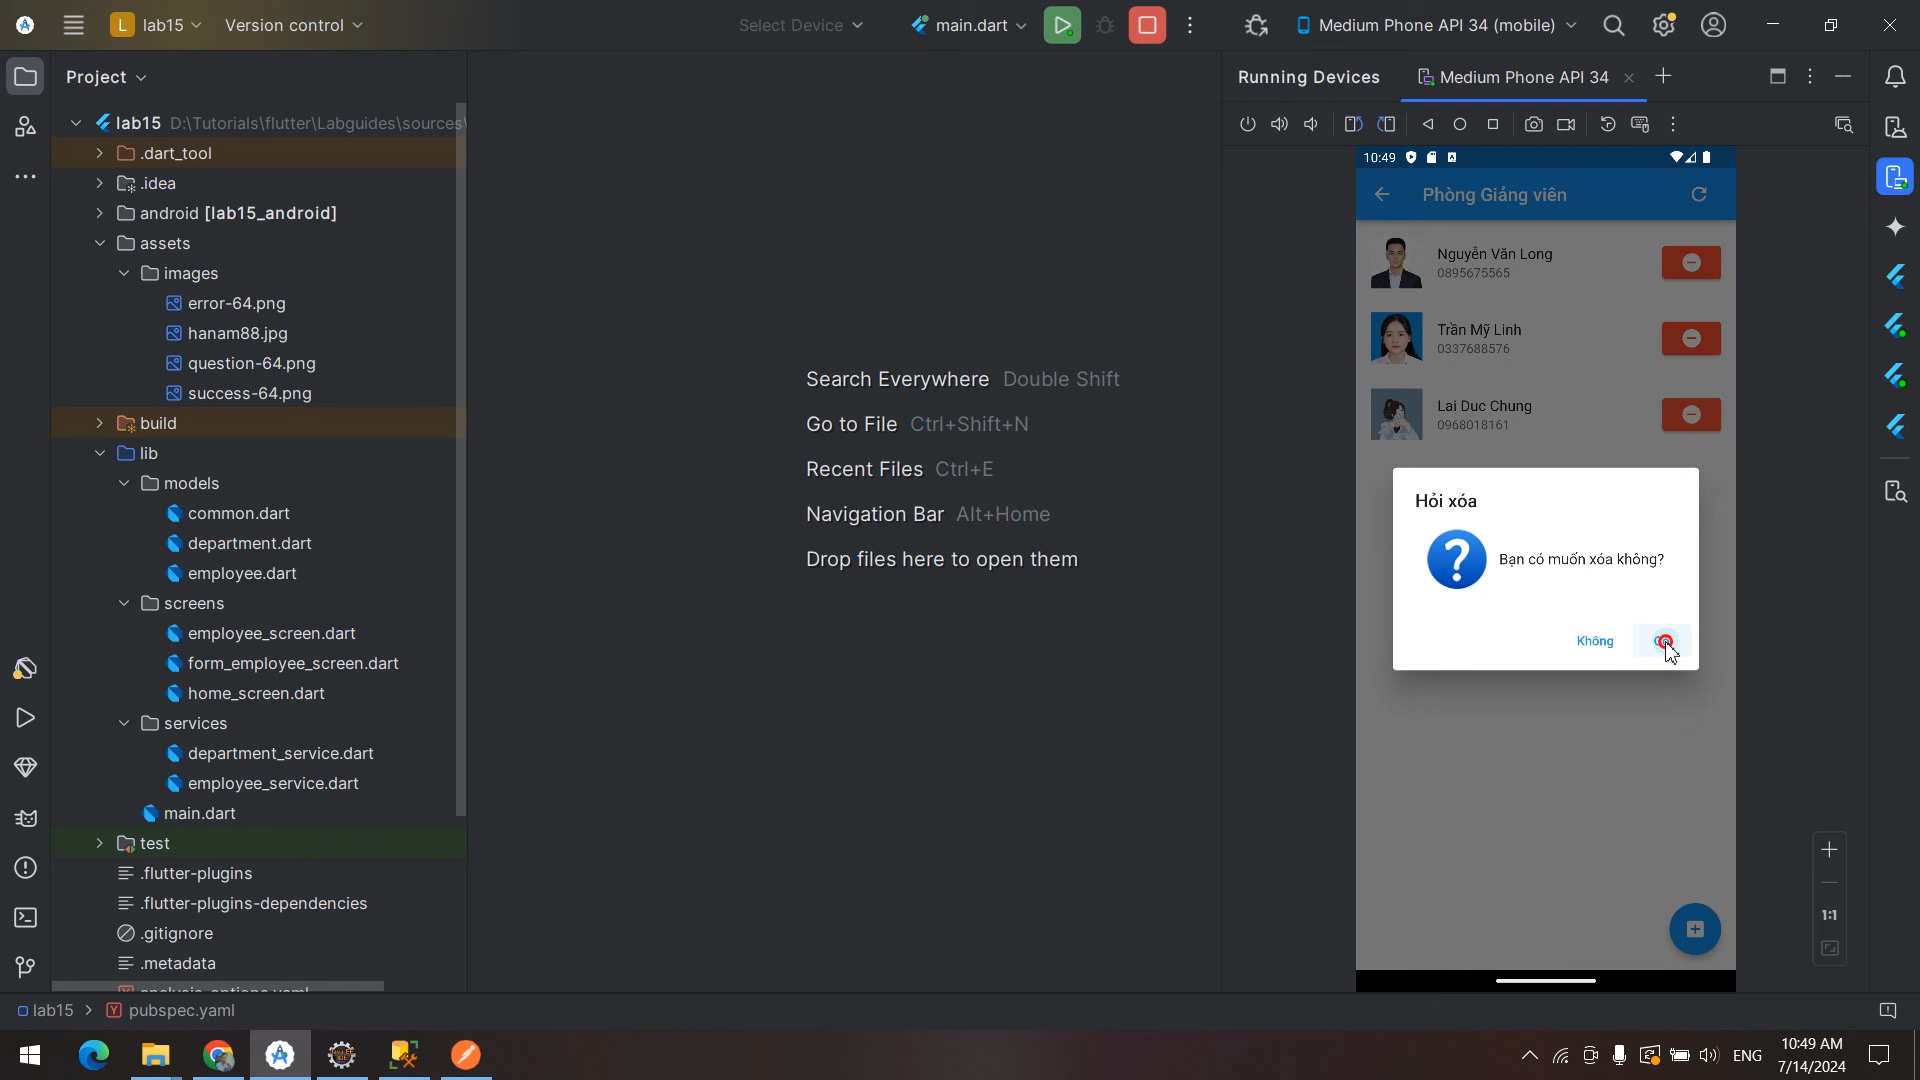 L lab15
Version control
Select Device
main.dart
Medium Phone API 34 (mobile)
Project
Running Devices
Medium Phone API 34
lab15 D:\Tutorials\flutter\Labguides\sources\
.dart_tool
.idea
android [lab15_android]
assets
images
error-64.png
hanam88.jpg
question-64.png
success-64.png
build
lib
models
common.dart
department.dart
employee.dart
screens
employee_screen.dart
form_employee_screen.dart
home_screen.dart
services
department_service.dart
employee_service.dart
main.dart
test
.flutter-plugins
.flutter-plugins-dependencies
.gitignore
.metadata
analysis_options.yaml
Search Everywhere Double Shift
Go to File Ctrl+Shift+N
Recent Files Ctrl+E
Navigation Bar Alt+Home
Drop files here to open them
10:49
Phòng Giảng viên
Nguyễn Văn Long
0895675565
Trần Mỹ Linh
0337688576
Lai Duc Chung
0968018161
Hỏi xóa
Bạn có muốn xóa không?
Không
1:1
lab15 > pubspec.yaml
ENG
10:49 AM
7/14/2024